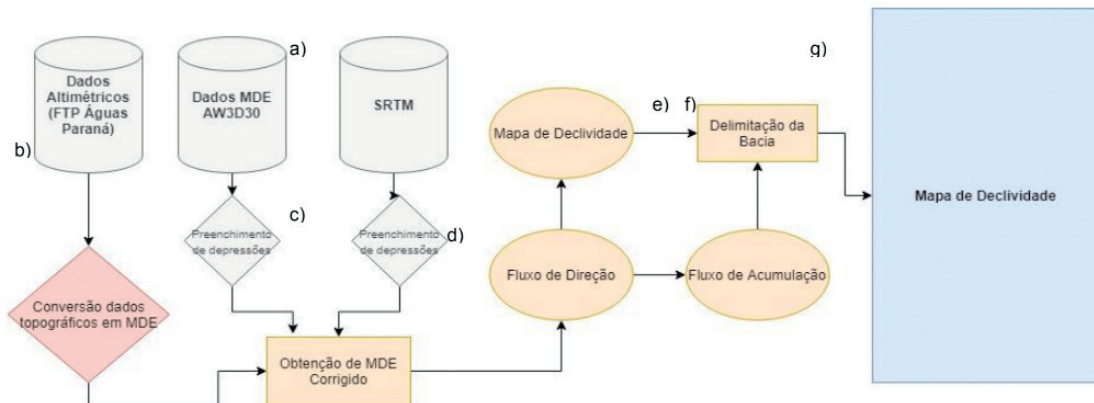 a)
g)
Dados
Altimétricos
(FTP Águas
Paraná)
Dados MDE
AW3D30
SRTM
b)
e)
f)
Mapa de Declividade
Delimitação da
Bacia
Mapa de Declividade
c)
d)
Preenchimento
de depressões
Preenchimento
de depressões
Fluxo de Direção
Fluxo de Acumulação
Conversão dados
topográficos em MDE
Obtenção de MDE
Corrigido